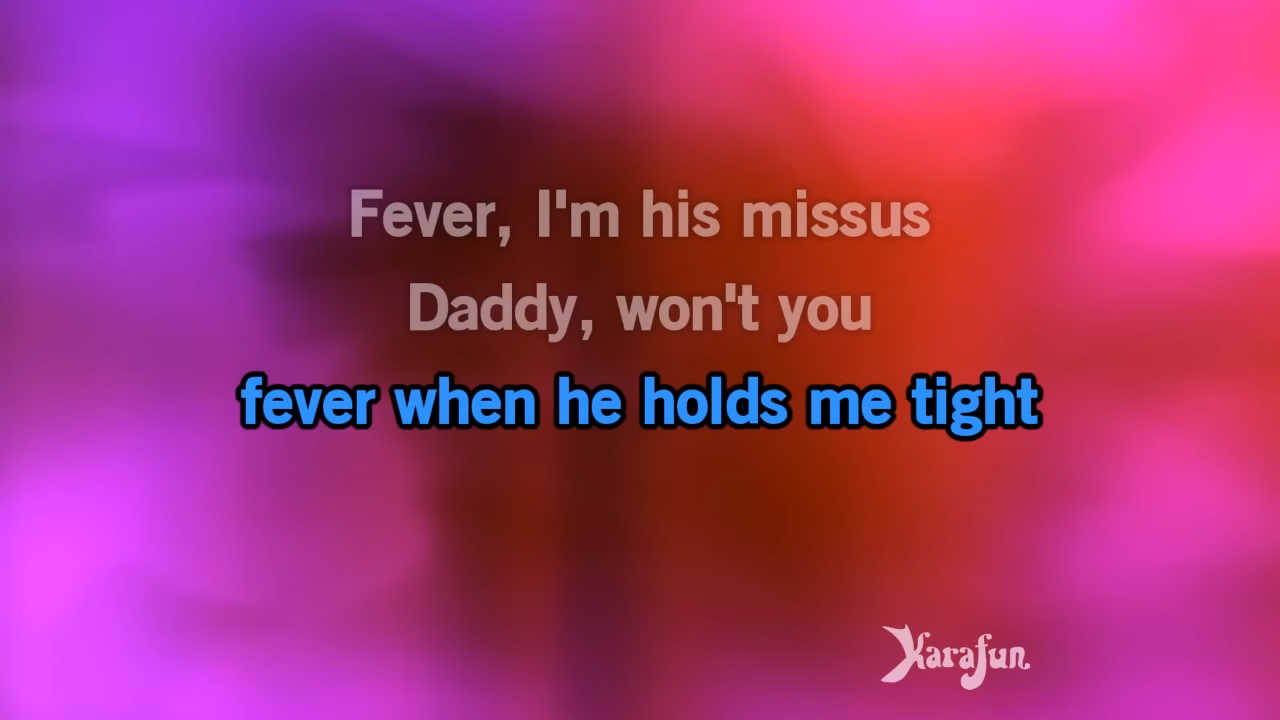 Fever, I'm his missus
Daddy, won't you
fever when he holds me tight
Karafun